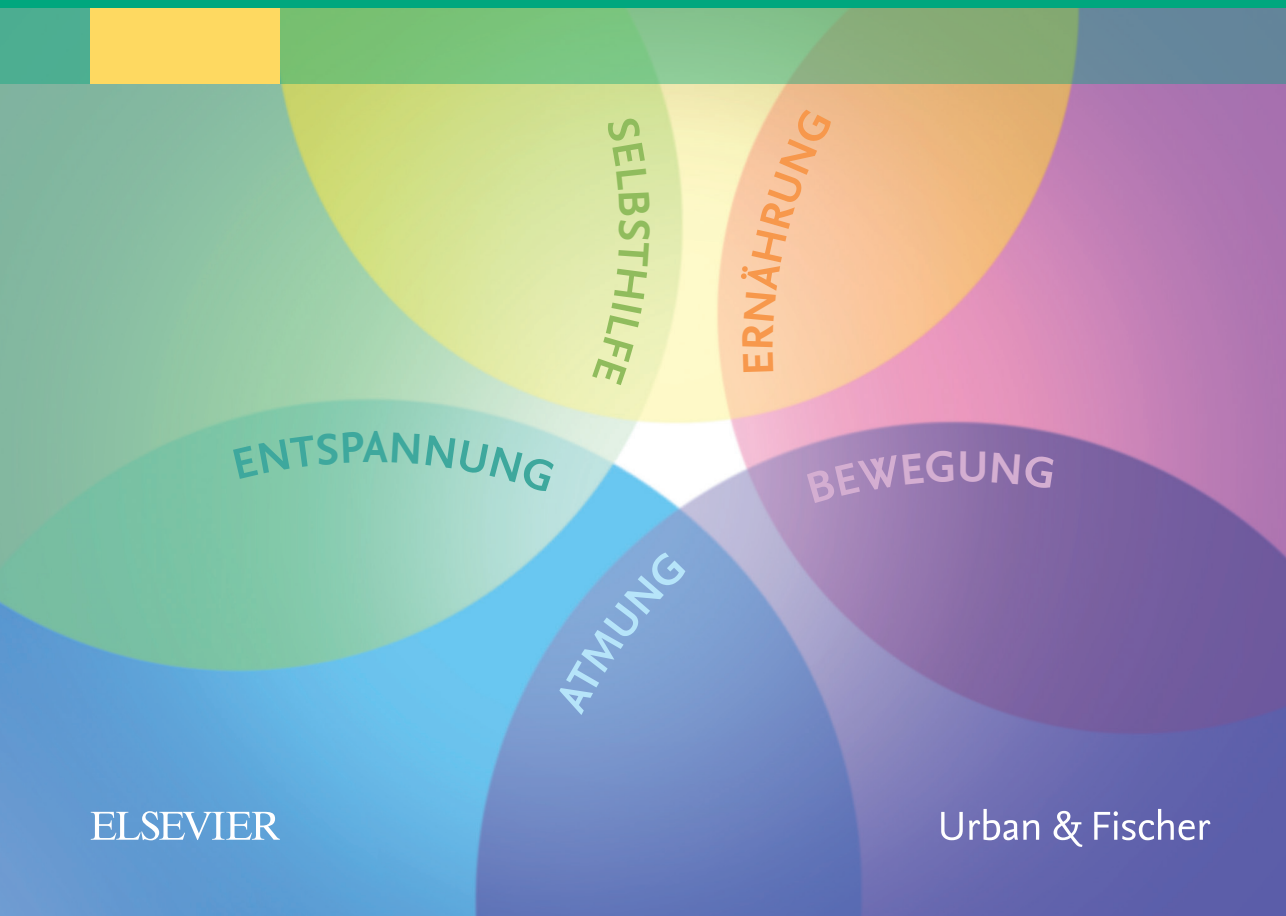 SELBSTHILFE
ERNÄHRUNG
ENTSPANNUNG
BEWEGUNG
ATMUNG
ELSEVIER
Urban & Fischer